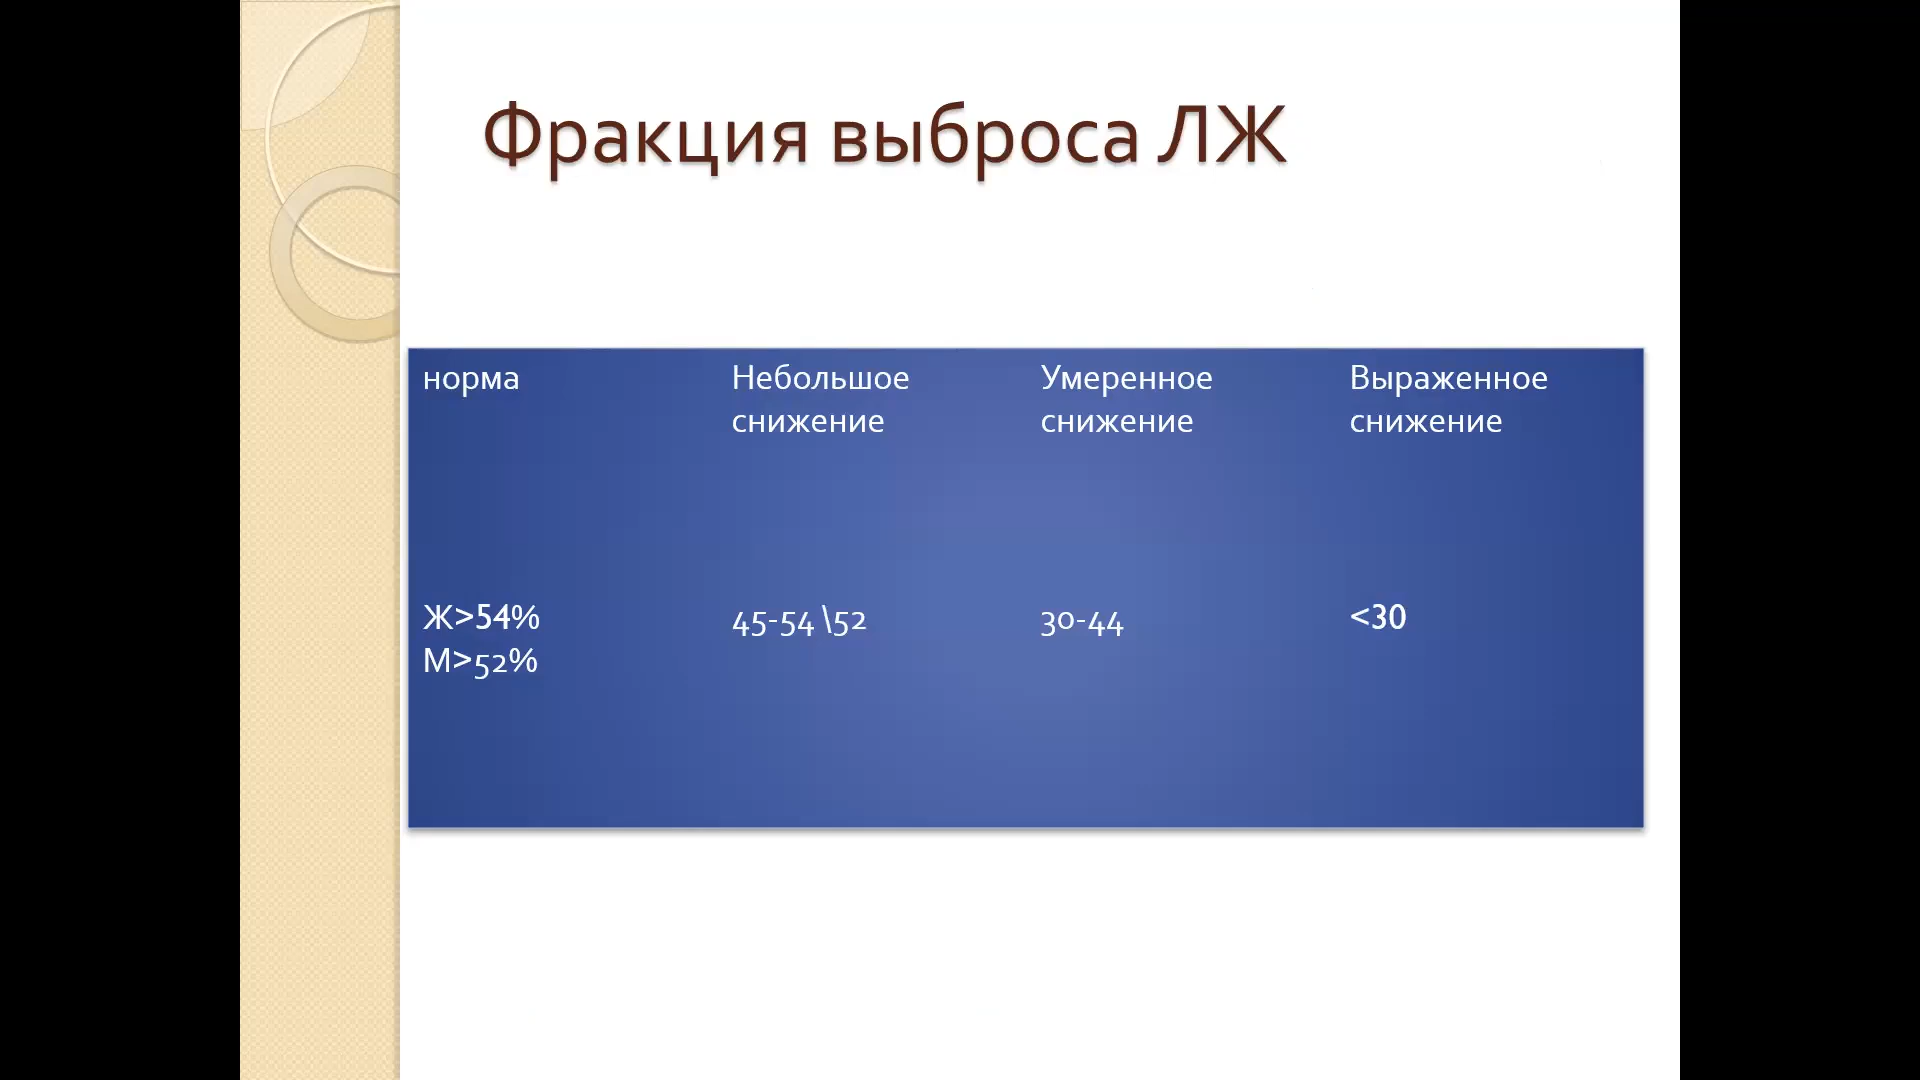 Фракция выброса ЛЖ
норма
Небольшое
снижение
Умеренное
снижение
Выраженное
снижение
Ж>54%
М>52%
45-54 \52
30-44
<30